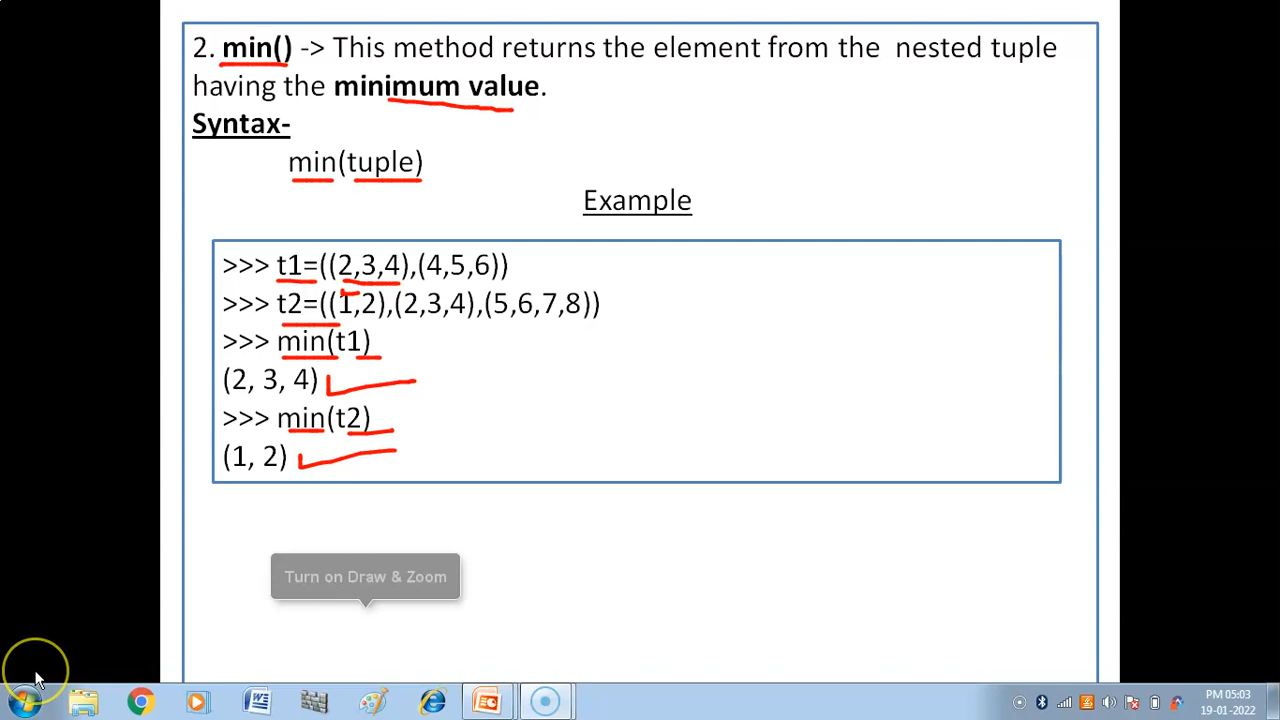 2. min() -> This method returns the element from the nested tuple
having the minimum value.
Syntax-
min(tuple)
Example
>>> t1=((2,3,4),(4,5,6))
>>> t2=((1,2),(2,3,4),(5,6,7,8))
>>> min(t1)
(2, 3, 4)
>>> min(t2)
(1, 2)
Turn on Draw & Zoom
PM 05:03
19-01-2022